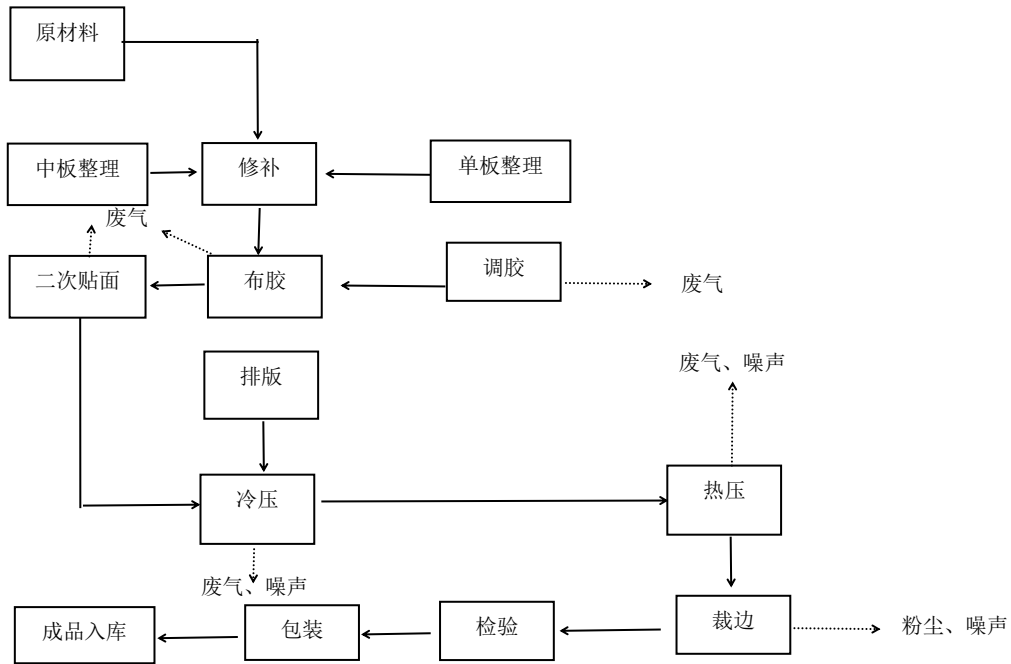 原材料
中板整理
修补
单板整理
废气
二次贴面
布胶
调胶
废气
排版
废气、噪声
冷压
热压
废气、噪声
成品入库
包装
检验
裁边
粉尘、噪声